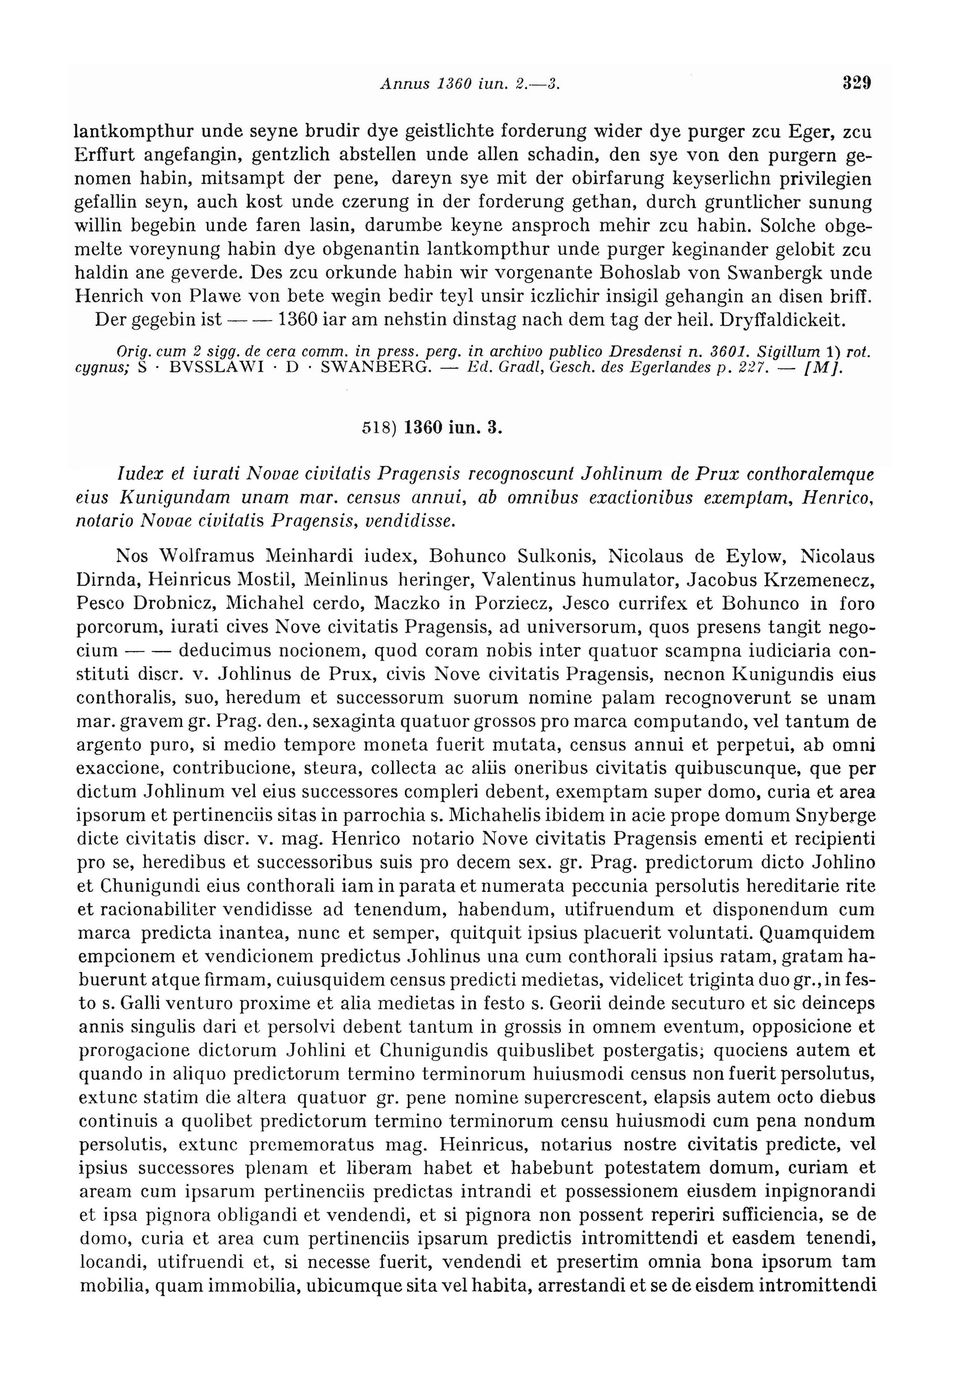 Annus 1360 iun. 2.—3. 329
lantkompthur unde seyne brudir dye geistlichte forderung wider dye purger zcu Eger, zcu
Erffurt angefangin, gentzlich abstellen unde allen schadin, den sye von den purgern ge-
nomen habin, mitsampt der pene, dareyn sye mit der obirfarung keyserlichn privilegien
gefallin seyn, auch kost unde czerung in der forderung gethan, durch gruntlicher sunung
willin begebin unde faren lasin, darumbe keyne ansproch mehir zcu habin. Solche obge-
melte voreynung habin dye obgenantin lantkompthur unde purger keginander gelobit zcu
haldin ane geverde. Des zcu orkunde habin wir vorgenante Bohoslab von Swanbergk unde
Henrich von Plawe von bete wegin bedir teyl unsir iczlichir insigil gehangin an disen briff.
Der gegebin ist — — 1360 iar am nehstin dinstag nach dem tag der heil. Dryffaldickeit.
Orig. cum 2 sigg. de cera comm. in press. perg. in archivo publico Dresdensi n. 3601. Sigillum 1) rot.
cygnus; S · BVSSLAWI · D · SWANBERG. — Ed. Gradl, Gesch. des Egerlandes p. 227. — [M].
518) 1360 iun. 3.
Iudex et iurati Novae civitatis Pragensis recognoscunt Johlinum de Prux conthoralemque
eius Kunigundam unam mar. census annui, ab omnibus exactionibus exemptam, Henrico,
notario Novae civitatis Pragensis, vendidisse.
Nos Wolframus Meinhardi iudex, Bohunco Sulkonis, Nicolaus de Eylow, Nicolaus
Dirnda, Heinricus Mostil, Meinlinus heringer, Valentinus humulator, Jacobus Krzemenecz,
Pesco Drobnicz, Michahel cerdo, Maczko in Porziecz, Jesco currifex et Bohunco in foro
porcorum, iurati cives Nove civitatis Pragensis, ad universorum, quos presens tangit nego-
cium — — deducimus nocionem, quod coram nobis inter quatuor scampna iudiciaria con-
stituti discr. v. Johlinus de Prux, civis Nove civitatis Pragensis, necnon Kunigundis eius
conthoralis, suo, heredum et successorum suorum nomine palam recognoverunt se unam
mar. gravem gr. Prag. den., sexaginta quatuor grossos pro marca computando, vel tantum de
argento puro, si medio tempore moneta fuerit mutata, census annui et perpetui, ab omni
exaccione, contribucione, steura, collecta ac aliis oneribus civitatis quibuscunque, que per
dictum Johlinum vel eius successores compleri debent, exemptam super domo, curia et area
ipsorum et pertinenciis sitas in parrochia s. Michahelis ibidem in acie prope domum Snyberge
dicte civitatis discr. v. mag. Henrico notario Nove civitatis Pragensis ementi et recipienti
pro se, heredibus et successoribus suis pro decem sex. gr. Prag. predictorum dicto Johlino
et Chunigundi eius conthorali iam in parata et numerata peccunia persolutis hereditarie rite
et racionabiliter vendidisse ad tenendum, habendum, utifruendum et disponendum cum
marca predicta inantea, nunc et semper, quitquit ipsius placuerit voluntati. Quamquidem
empcionem et vendicionem predictus Johlinus una cum conthorali ipsius ratam, gratam ha-
buerunt atque firmam, cuiusquidem census predicti medietas, videlicet triginta duo gr., in fes-
to s. Galli venturo proxime et alia medietas in festo s. Georii deinde secuturo et sic deinceps
annis singulis dari et persolvi debent tantum in grossis in omnem eventum, opposicione et
prorogacione dictorum Johlini et Chunigundis quibuslibet postergatis; quociens autem et
quando in aliquo predictorum termino terminorum huiusmodi census non fuerit persolutus,
extunc statim die altera quatuor gr. pene nomine supercrescent, elapsis autem octo diebus
continuis a quolibet predictorum termino terminorum censu huiusmodi cum pena nondum
persolutis, extunc prememoratus mag. Heinricus, notarius nostre civitatis predicte, vel
ipsius successores plenam et liberam habet et habebunt potestatem domum, curiam et
aream cum ipsarum pertinenciis predictas intrandi et possessionem eiusdem inpignorandi
et ipsa pignora obligandi et vendendi, et si pignora non possent reperiri sufficiencia, se de
domo, curia et area cum pertinenciis ipsarum predictis intromittendi et easdem tenendi,
locandi, utifruendi et, si necesse fuerit, vendendi et presertim omnia bona ipsorum tam
mobilia, quam immobilia, ubicumque sita vel habita, arrestandi et se de eisdem intromittendi